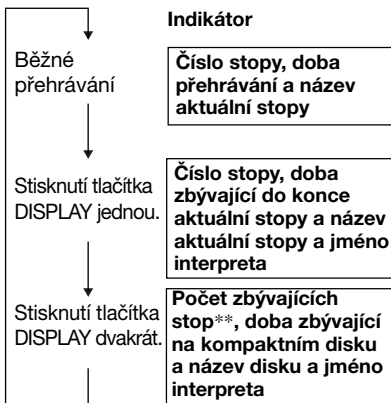 Indikátor
Běžné
přehrávání
Číslo stopy, doba
přehrávání a název
aktuální stopy
Stisknutí tlačítka
DISPLAY jednou.
Číslo stopy, doba
zbývající do konce
aktuální stopy a název
aktuální stopy a jméno
interpreta
Stisknutí tlačítka
DISPLAY dvakrát.
Počet zbývajících
stop**, doba zbývající
na kompaktním disku
a název disku a jméno
interpreta